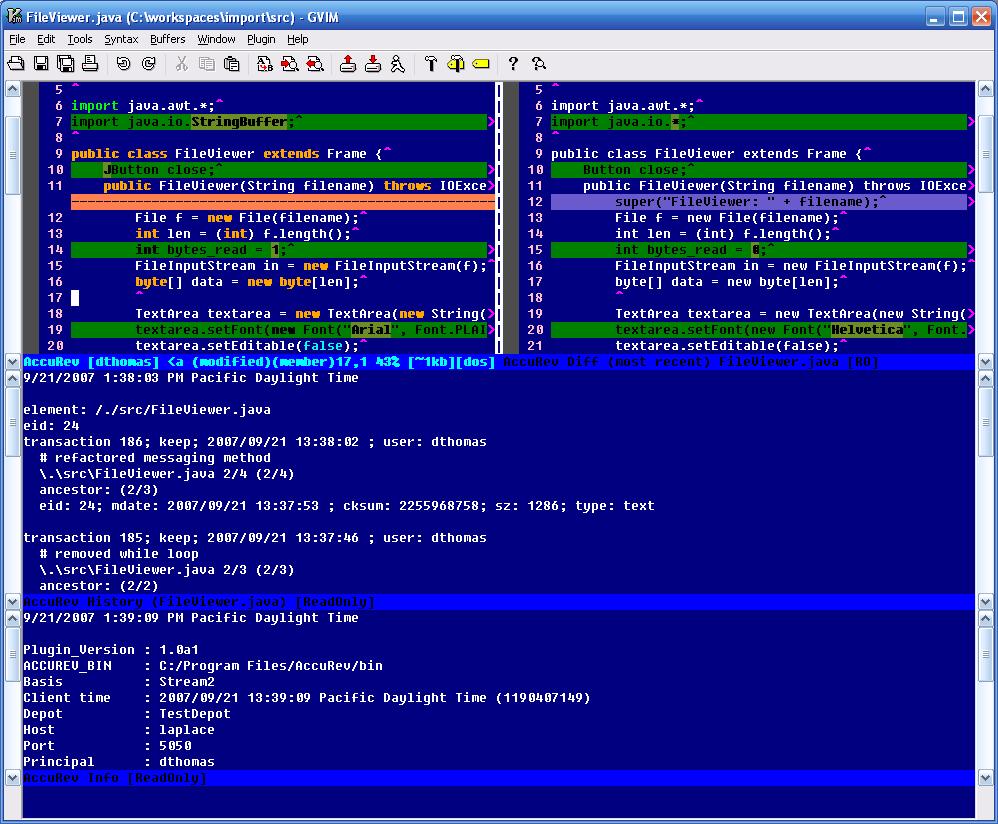 FileViewer.java (C:\workspaces\import\src) - GVIM
File Edit Tools Syntax Buffers Window Plugin Help
5 ^
6 import java.awt.*;^
7 import java.io.StringBuffer;^ >
8 ^
9 public class FileViewer extends Frame {^
10 JButton close;^ >
11 public FileViewer(String filename) throws IOExce>
12 File f = new File(filename);^
13 int len = (int) f.length();^
14 int bytes_read = 1;^ >
15 FileInputStream in = new FileInputStream(f);^
16 byte[] data = new byte[len];^
17 ^
18 TextArea textarea = new TextArea(new String(>
19 textarea.setFont(new Font("Arial", Font.PLAI>
20 textarea.setEditable(false);^
AccuRev [dthomas] <a (modified)(member)17,1 43% [~1kb][dos]
5 ^
6 import java.awt.*;^
7 import java.io.*;^ >
8 ^
9 public class FileViewer extends Frame {^
10 Button close;^ >
11 public FileViewer(String filename) throws IOExce>
12 super("FileViewer: " + filename);^ >
13 File f = new File(filename);^
14 int len = (int) f.length();^
15 int bytes_read = 0;^ >
16 FileInputStream in = new FileInputStream(f);^
17 byte[] data = new byte[len];^
18 ^
19 TextArea textarea = new TextArea(new String(>
20 textarea.setFont(new Font("Helvetica", Font.>
21 textarea.setEditable(false);^
AccuRev Diff (most recent) fileViewer.java [RO]
9/21/2007 1:38:03 PM Pacific Daylight Time
element: /./src/FileViewer.java
eid: 24
transaction 186; keep; 2007/09/21 13:38:02 ; user: dthomas
# refactored messaging method
\.\src\FileViewer.java 2/4 (2/4)
ancestor: (2/3)
eid: 24; mdate: 2007/09/21 13:37:53 ; cksum: 2255968758; sz: 1286; type: text
transaction 185; keep; 2007/09/21 13:37:46 ; user: dthomas
# removed while loop
\.\src\FileViewer.java 2/3 (2/3)
ancestor: (2/2)
AccuRev History (fileViewer.java) [ReadOnly]
9/21/2007 1:39:09 PM Pacific Daylight Time
Plugin_Version : 1.0a1
ACCUREV_BIN : C:/Program Files/AccuRev/bin
Basis : Stream2
Client time : 2007/09/21 13:39:09 Pacific Daylight Time (1190407149)
Depot : TestDepot
Host : laplace
Port : 5050
Principal : dthomas
AccuRev Info [ReadOnly]